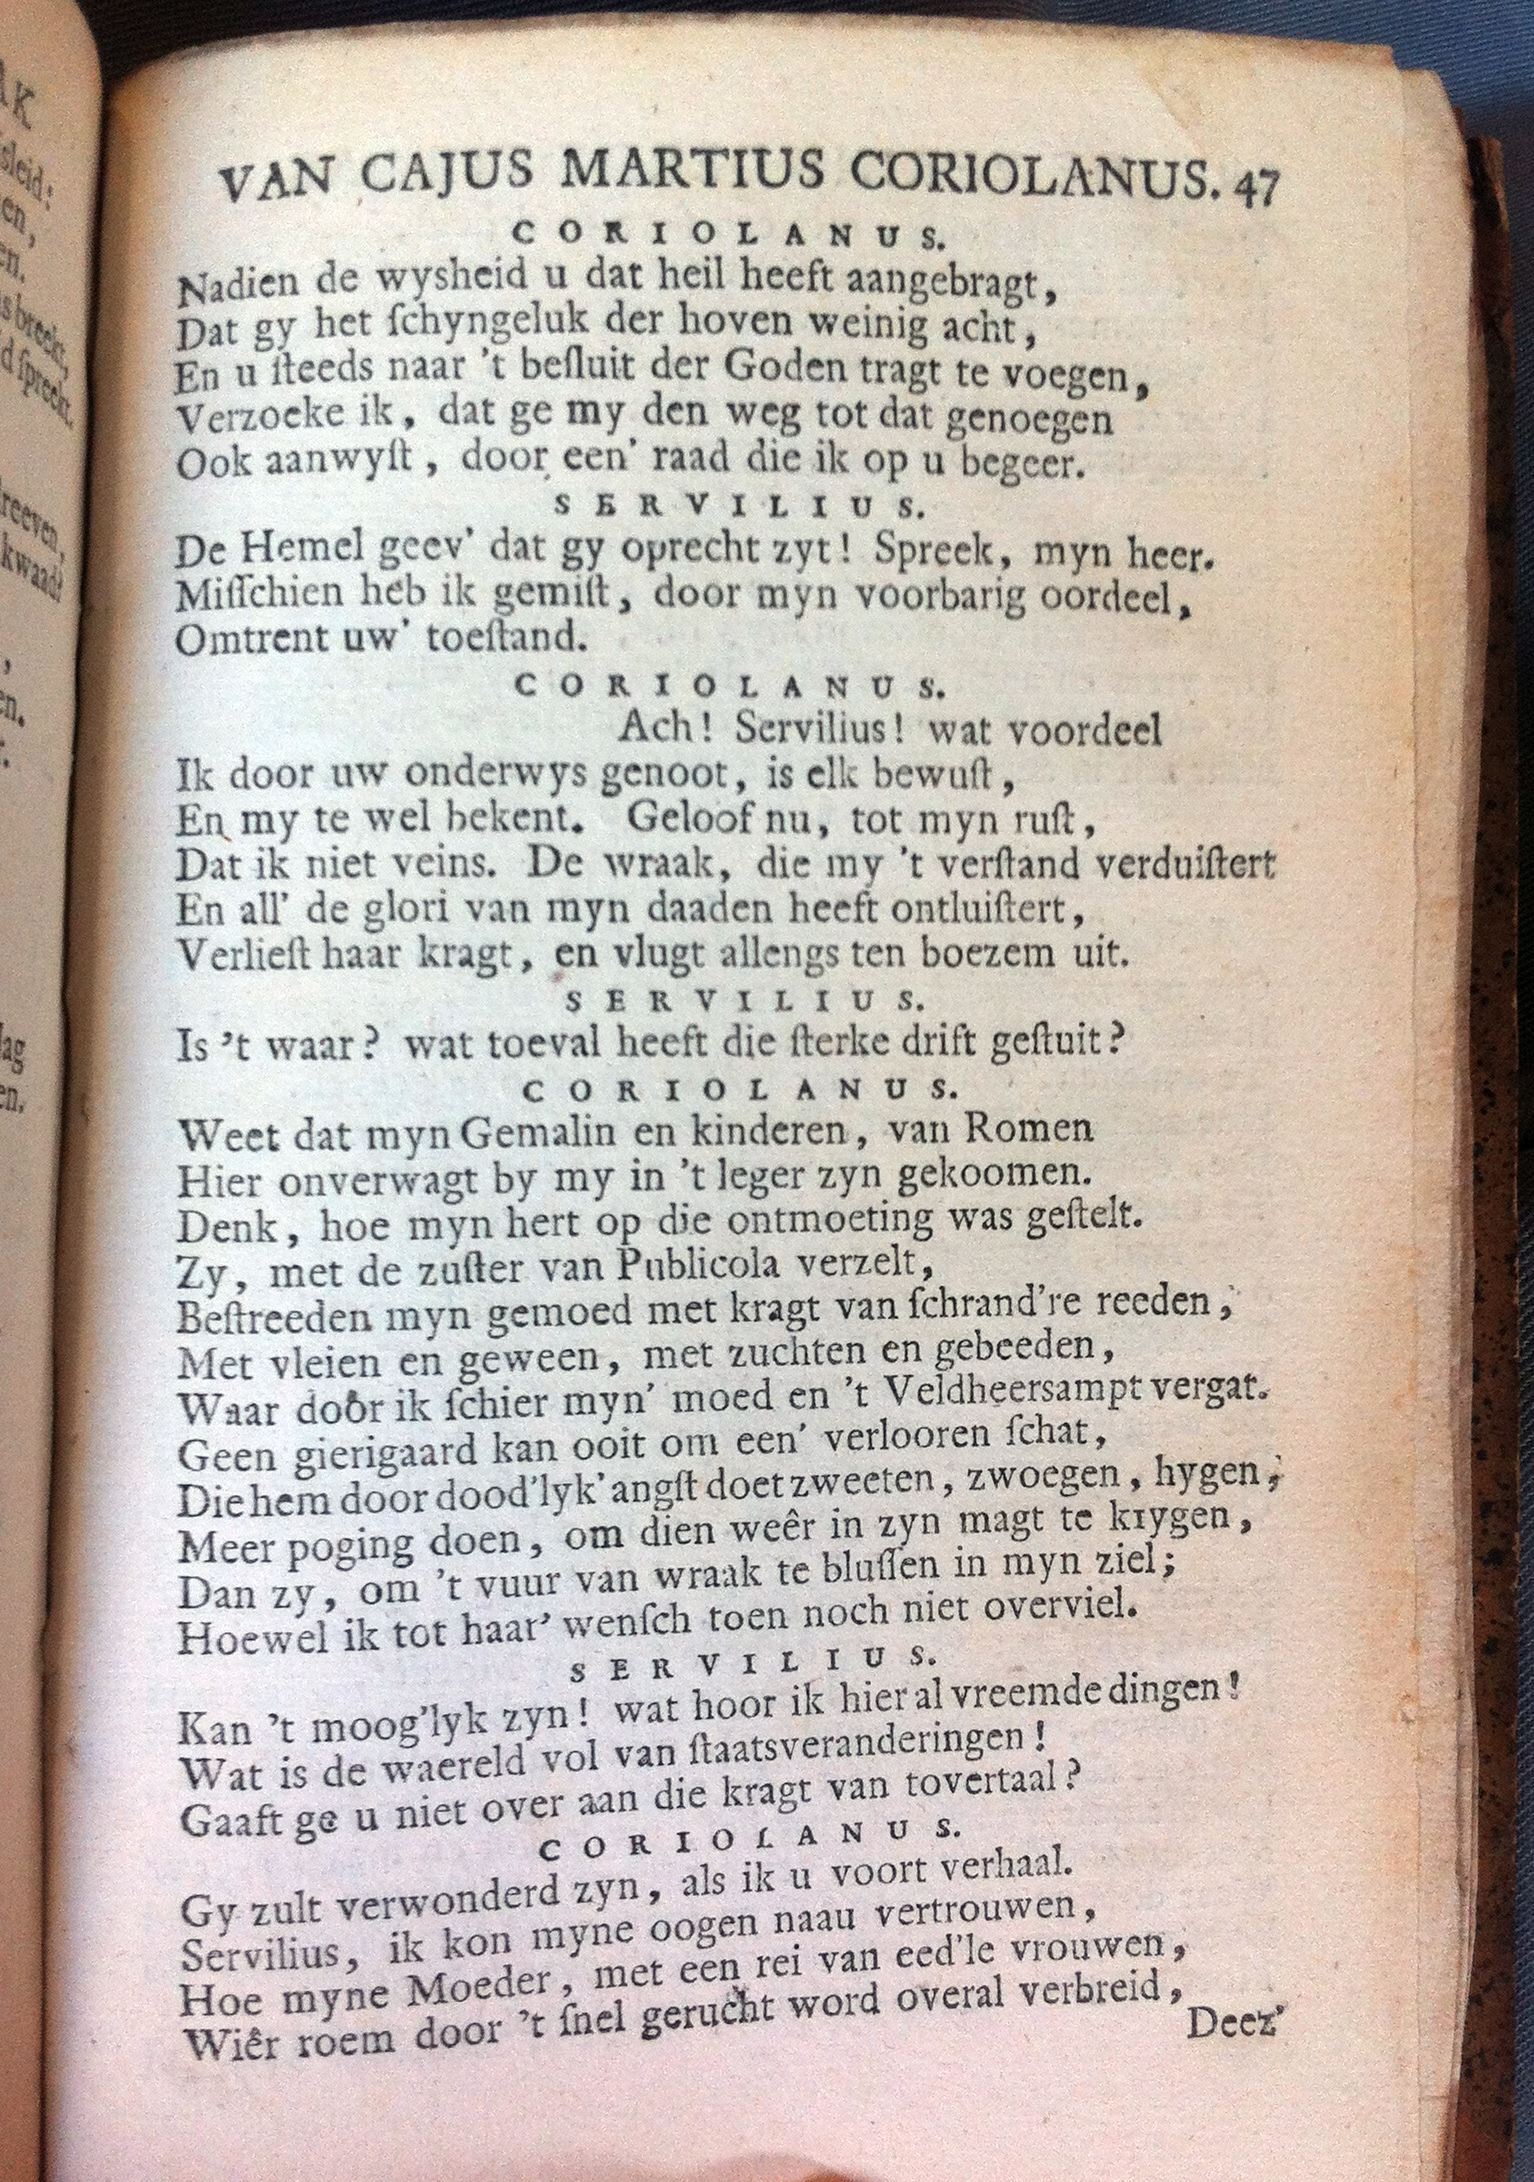 VAN CAJUS MARTIUS CORIOLANUS. 47
CORIOLANUS.
Nadien de wysheid u dat heil heeft aangebragt,
Dat gy het ſchyngeluk der hoven weinig acht,
En u ſteeds naar 't beſluit der Goden tragt te voegen,
Verzoeke ik, dat ge my den weg tot dat genoegen
Ook aanwyſt, door een' raad die ik op u begeer.
SERVILIUS.
De Hemel geev' dat gy oprecht zyt! Spreek, myn heer.
Miſſchien heb ik gemiſt, door myn voorbarig oordeel,
Omtrent uw' toeſtand.
CORIOLANUS.
Ach! Servilius! wat voordeel
Ik door uw onderwys genoot, is elk bewuſt,
En my te wel bekent. Geloof nu, tot myn ruſt,
Dat ik niet veins. De wraak, die my 't verſtand verduiſtert
En all' de glori van myn daaden heeft ontluiſtert,
Verlieſt haar kragt, en vlugt allengs ten boezem uit.
SERVILIUS.
Is 't waar? wat toeval heeft die ſterke drift geſtuit?
CORIOLANUS.
Weet dat myn Gemalin en kinderen, van Romen
Hier onverwagt by my in 't leger zyn gekoomen.
Denk, hoe myn hert op die ontmoeting was geſtelt.
Zy, met de zuſter van Publicola verzelt,
Beſtreeden myn gemoed met kragt van ſchrand're reeden,
Met vleien en geween, met zuchten en gebeeden,
Waar doôr ik ſchier myn' moed en 't Veldheersampt vergat.
Geen gierigaard kan ooit om een' verlooren ſchat,
Die hem door dood'lyk' angſt doet zweeten, zwoegen, hygen,
Meer poging doen, om dien weêr in zyn magt te krygen,
Dan zy, om 't vuur van wraak te bluſſen in myn ziel;
Hoewel ik tot haar' wenſch toen noch niet overviel.
SERVILIUS.
Kan 't moog'lyk zyn! wat hoor ik hier al vreemde dingen!
Wat is de waereld vol van ſtaatsveranderingen!
Gaaft ge u niet over aan die kragt van tovertaal?
CORIOLANUS.
Gy zult verwonderd zyn, als ik u voort verhaal.
Servilius, ik kon myne oogen naau vertrouwen,
Hoe myne Moeder, met een rei van eed'le vrouwen,
Wiêr roem door 't ſnel gerucht word overal verbreid,
Deez'